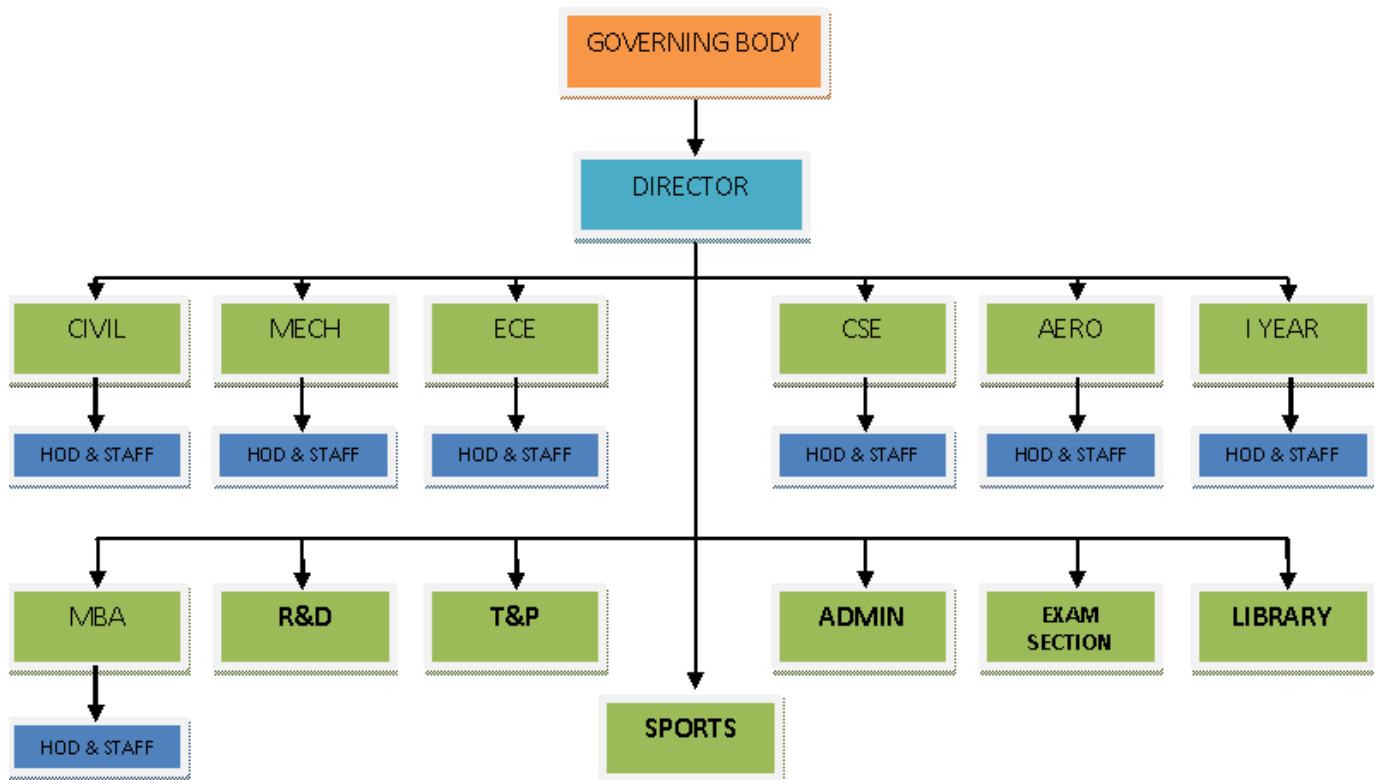 GOVERNING BODY
DIRECTOR
CIVIL
MECH
ECE
CSE
AERO
I YEAR
HOD & STAFF
HOD & STAFF
HOD & STAFF
HOD & STAFF
HOD & STAFF
HOD & STAFF
MBA
R&D
T&P
ADMIN
EXAM
SECTION
LIBRARY
HOD & STAFF
SPORTS